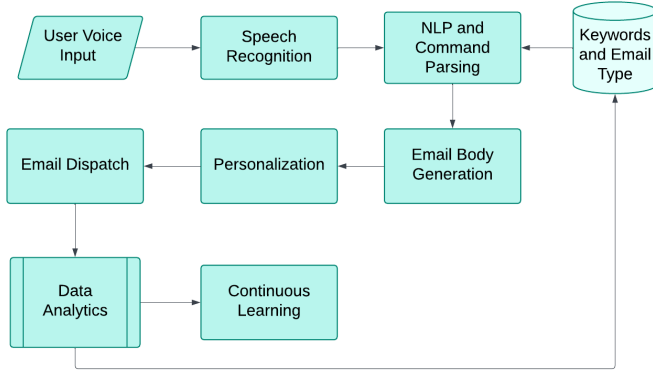 User Voice
Input
Speech
Recognition
NLP and
Command
Parsing
Keywords
and Email
Type
Email Dispatch
Personalization
Email Body
Generation
Data
Analytics
Continuous
Learning